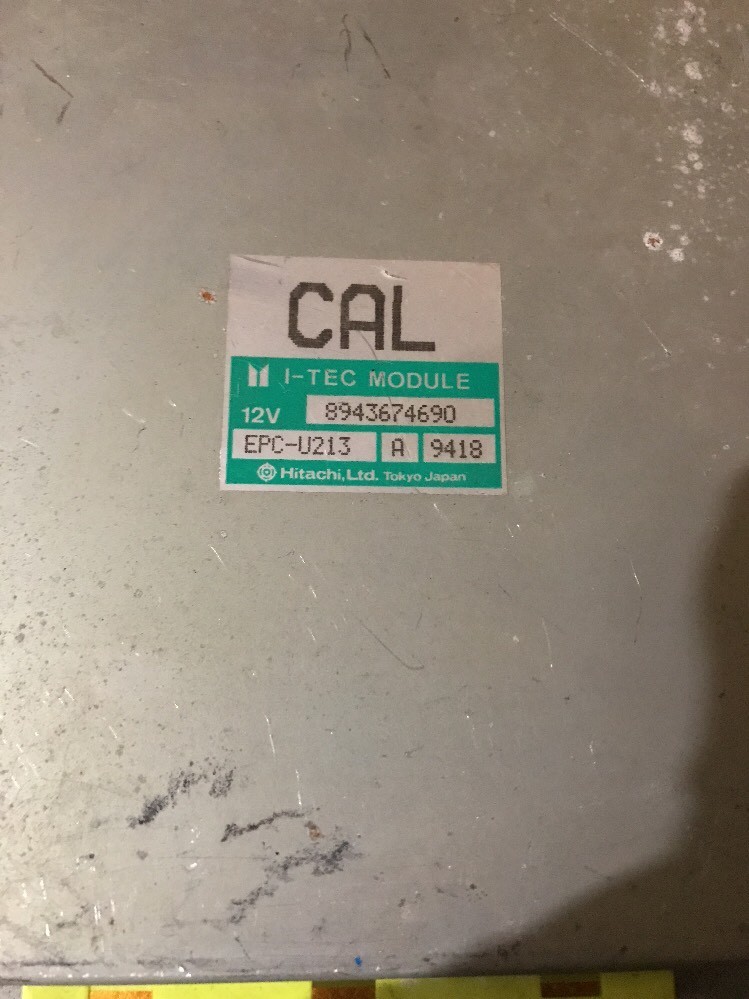 CAL
I-TEC MODULE
12V 8943674690
EPC-U213 A 9418
Hitachi, Ltd. Tokyo Japan